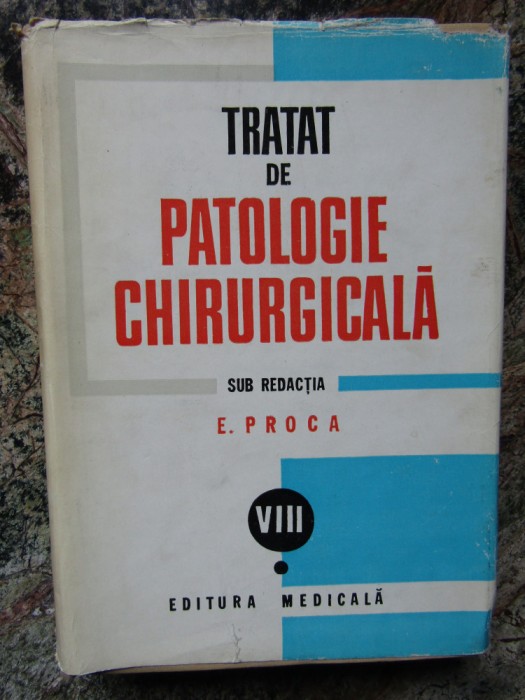 TRATAT
DE
PATOLOGIE
CHIRURGICALĂ
SUB REDACȚIA
E. PROCA
VIII
EDITURA MEDICALĂ